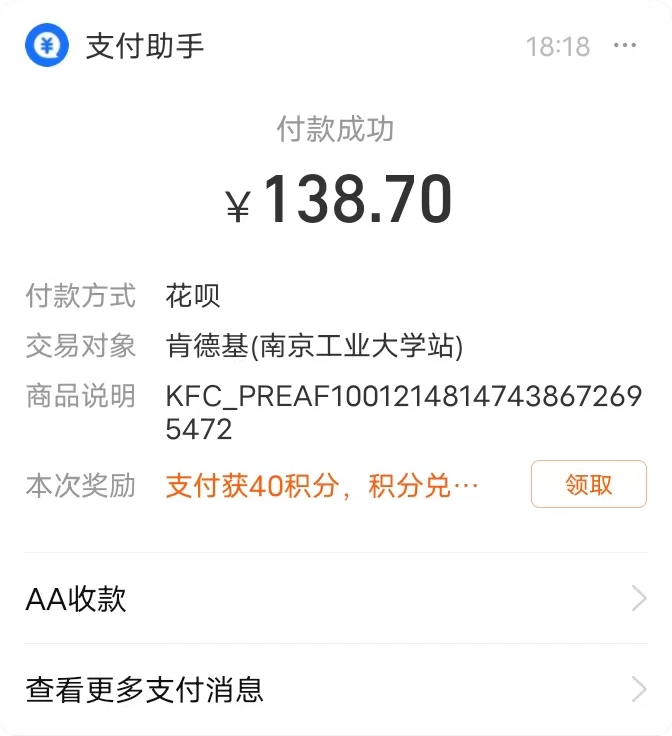 支付助手 18:18
付款成功
¥138.70
付款方式 花呗
交易对象 肯德基(南京工业大学站)
商品说明 KFC_PREAF1001214814743867269
5472
本次奖励 支付获40积分，积分兑… 领取
AA收款
查看更多支付消息